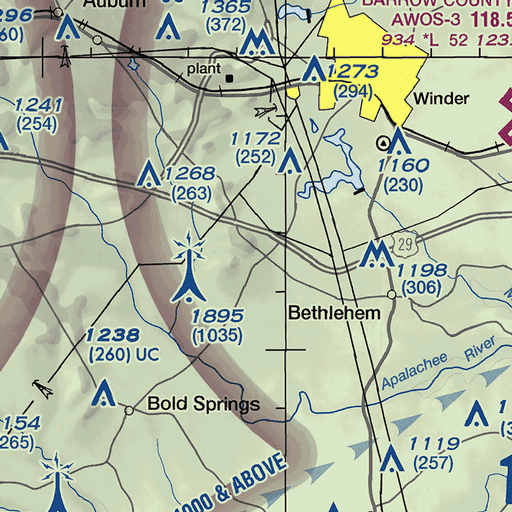 Auburn
296
60)
1365
(372)
BARROW COUNTY
AWOS-3 118.5
934 *L 52 123.
plant
1273
(294)
Winder
1241
(254)
1172
(252)
1160
(230)
1268
(263)
29
1198
(306)
1895
(1035)
Bethlehem
1238
(260) UC
Apalachee River
Bold Springs
154
265)
1119
(257)
4000 & ABOVE